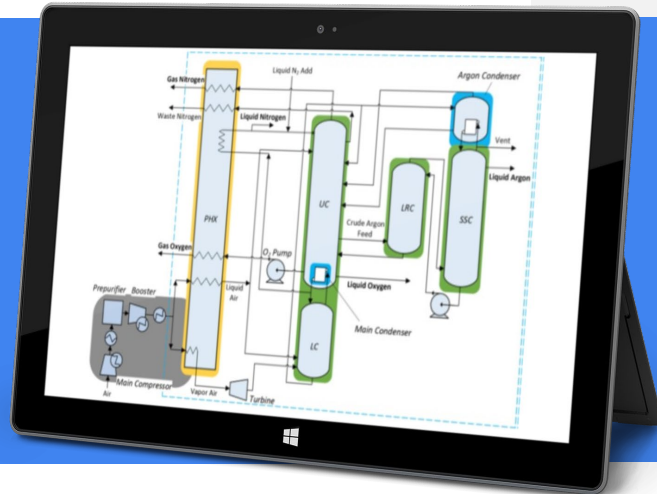 Liquid N₂ Add
Argon Condenser
Gas Nitrogen
Waste Nitrogen
Liquid Nitrogen
Vent
Liquid Argon
UC
LRC
SSC
PHX
Crude Argon
Feed
Gas Oxygen
O₂ Pump
Liquid Oxygen
Liquid
Air
Prepurifier
Booster
Main Condenser
LC
Main Compressor
Air
Vapor Air
Turbine